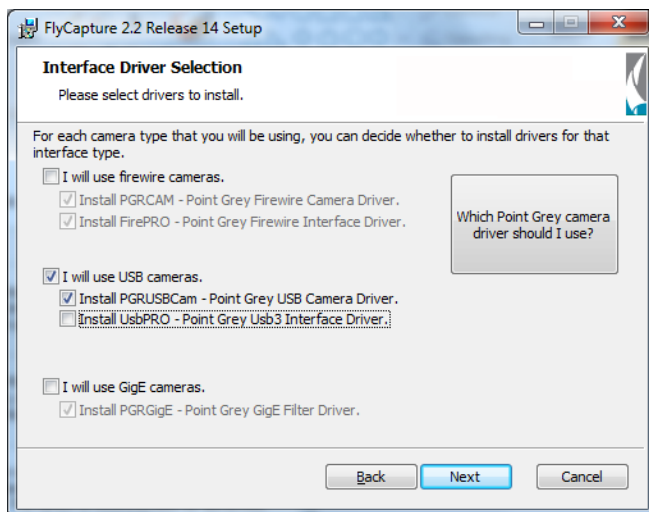 FlyCapture 2.2 Release 14 Setup
Interface Driver Selection
Please select drivers to install.
For each camera type that you will be using, you can decide whether to install drivers for that
interface type.
I will use firewire cameras.
Install PGRCAM - Point Grey Firewire Camera Driver.
Install FirePRO - Point Grey Firewire Interface Driver.
Which Point Grey camera
driver should I use?
I will use USB cameras.
Install PGRUSBCam - Point Grey USB Camera Driver.
Install UsbPRO - Point Grey Usb3 Interface Driver.
I will use GigE cameras.
Install PGRGigE - Point Grey GigE Filter Driver.
Back Next Cancel